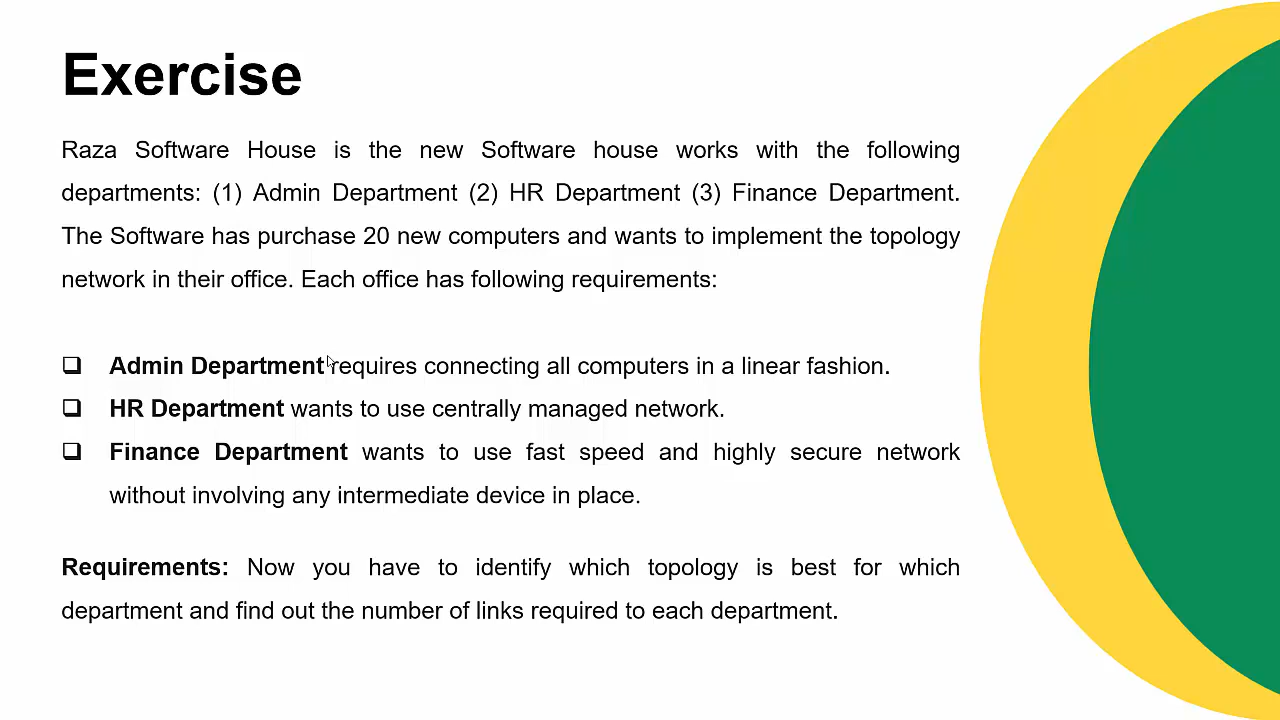 Exercise
Raza Software House is the new Software house works with the following
departments: (1) Admin Department (2) HR Department (3) Finance Department.
The Software has purchase 20 new computers and wants to implement the topology
network in their office. Each office has following requirements:
❑ Admin Department requires connecting all computers in a linear fashion.
❑ HR Department wants to use centrally managed network.
❑ Finance Department wants to use fast speed and highly secure network
without involving any intermediate device in place.
Requirements: Now you have to identify which topology is best for which
department and find out the number of links required to each department.